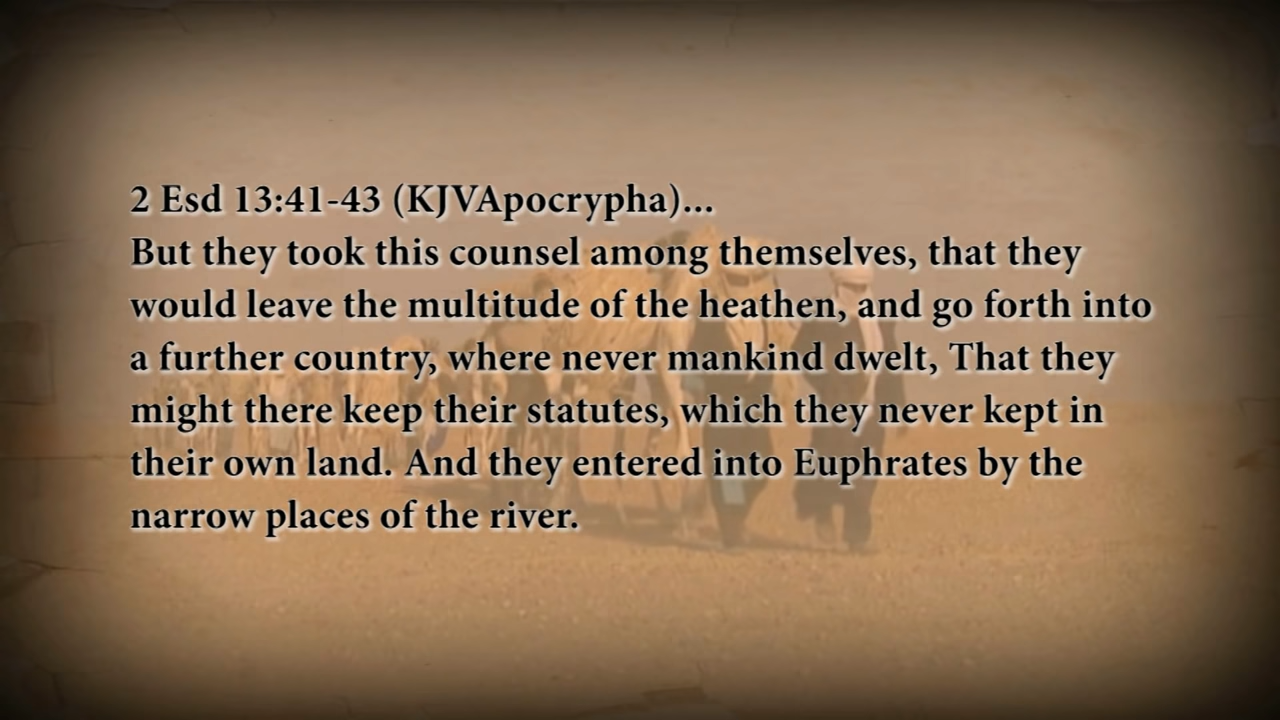 2 Esd 13:41-43 (KJVApocrypha)...
But they took this counsel among themselves, that they
would leave the multitude of the heathen, and go forth into
a further country, where never mankind dwelt, That they
might there keep their statutes, which they never kept in
their own land. And they entered into Euphrates by the
narrow places of the river.